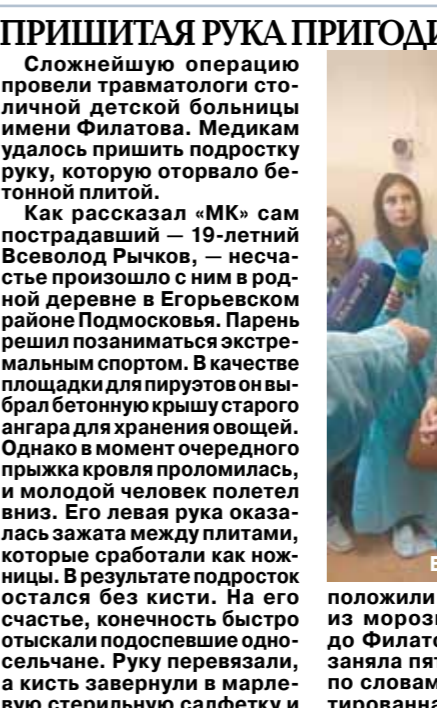 ПРИШИТАЯ РУКА
Сложнейшую операцию
провели травматологи сто-
личной детской больницы
имени Филатова. Медикам
удалось пришить подростку
руку, которую оторвало бе-
тонной плитой.
Как рассказал «МК» сам
пострадавший — 19-летний
Всеволод Рычков, — несча-
стье произошло с ним в род-
ной деревне в Егорьевском
районе Подмосковья. Парень
решил позаниматься экстре-
мальным спортом. В качестве
площадки для пируэтов он вы-
брал бетонную крышу старого
ангара для хранения овощей.
Однако в момент очередного
прыжка кровля проломилась,
и молодой человек полетел
вниз. Его левая рука оказа-
лась зажата между плитами,
которые сработали как нож-
ницы. В результате подросток
остался без кисти. На его
счастье, конечность быстро
отыскали подоспевшие одно-
сельчане. Руку перевязали,
а кисть завернули в марле-
вую стерильную салфетку и
положили
из
до
заняла
по словам